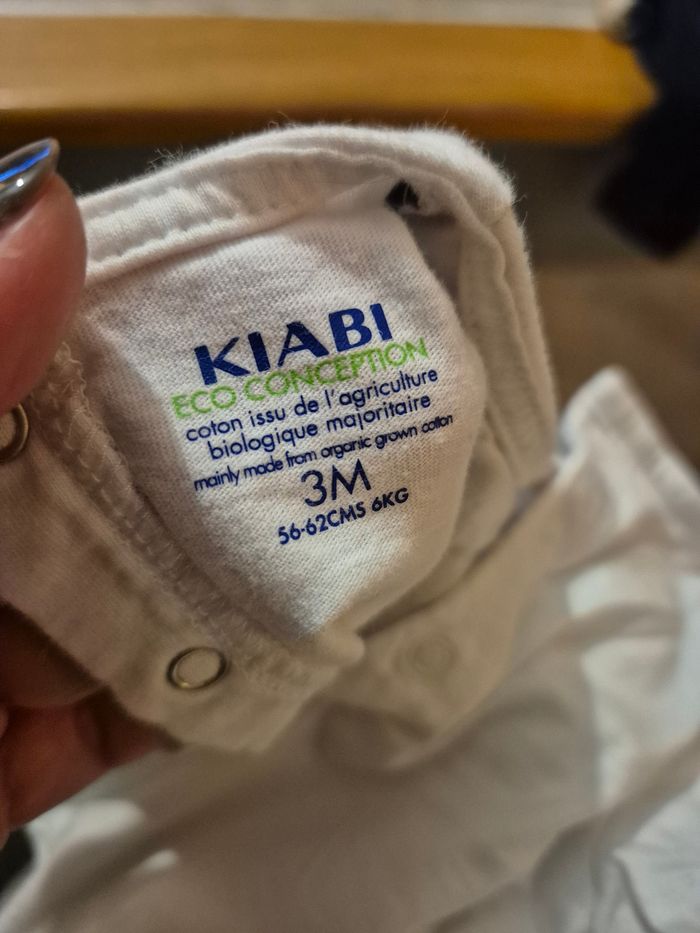 KIABI
ECO CONCEPTION
coton issu de l'agriculture
biologique majoritaire
mainly made from organic grown cotton
3M
56-62CMS 6KG